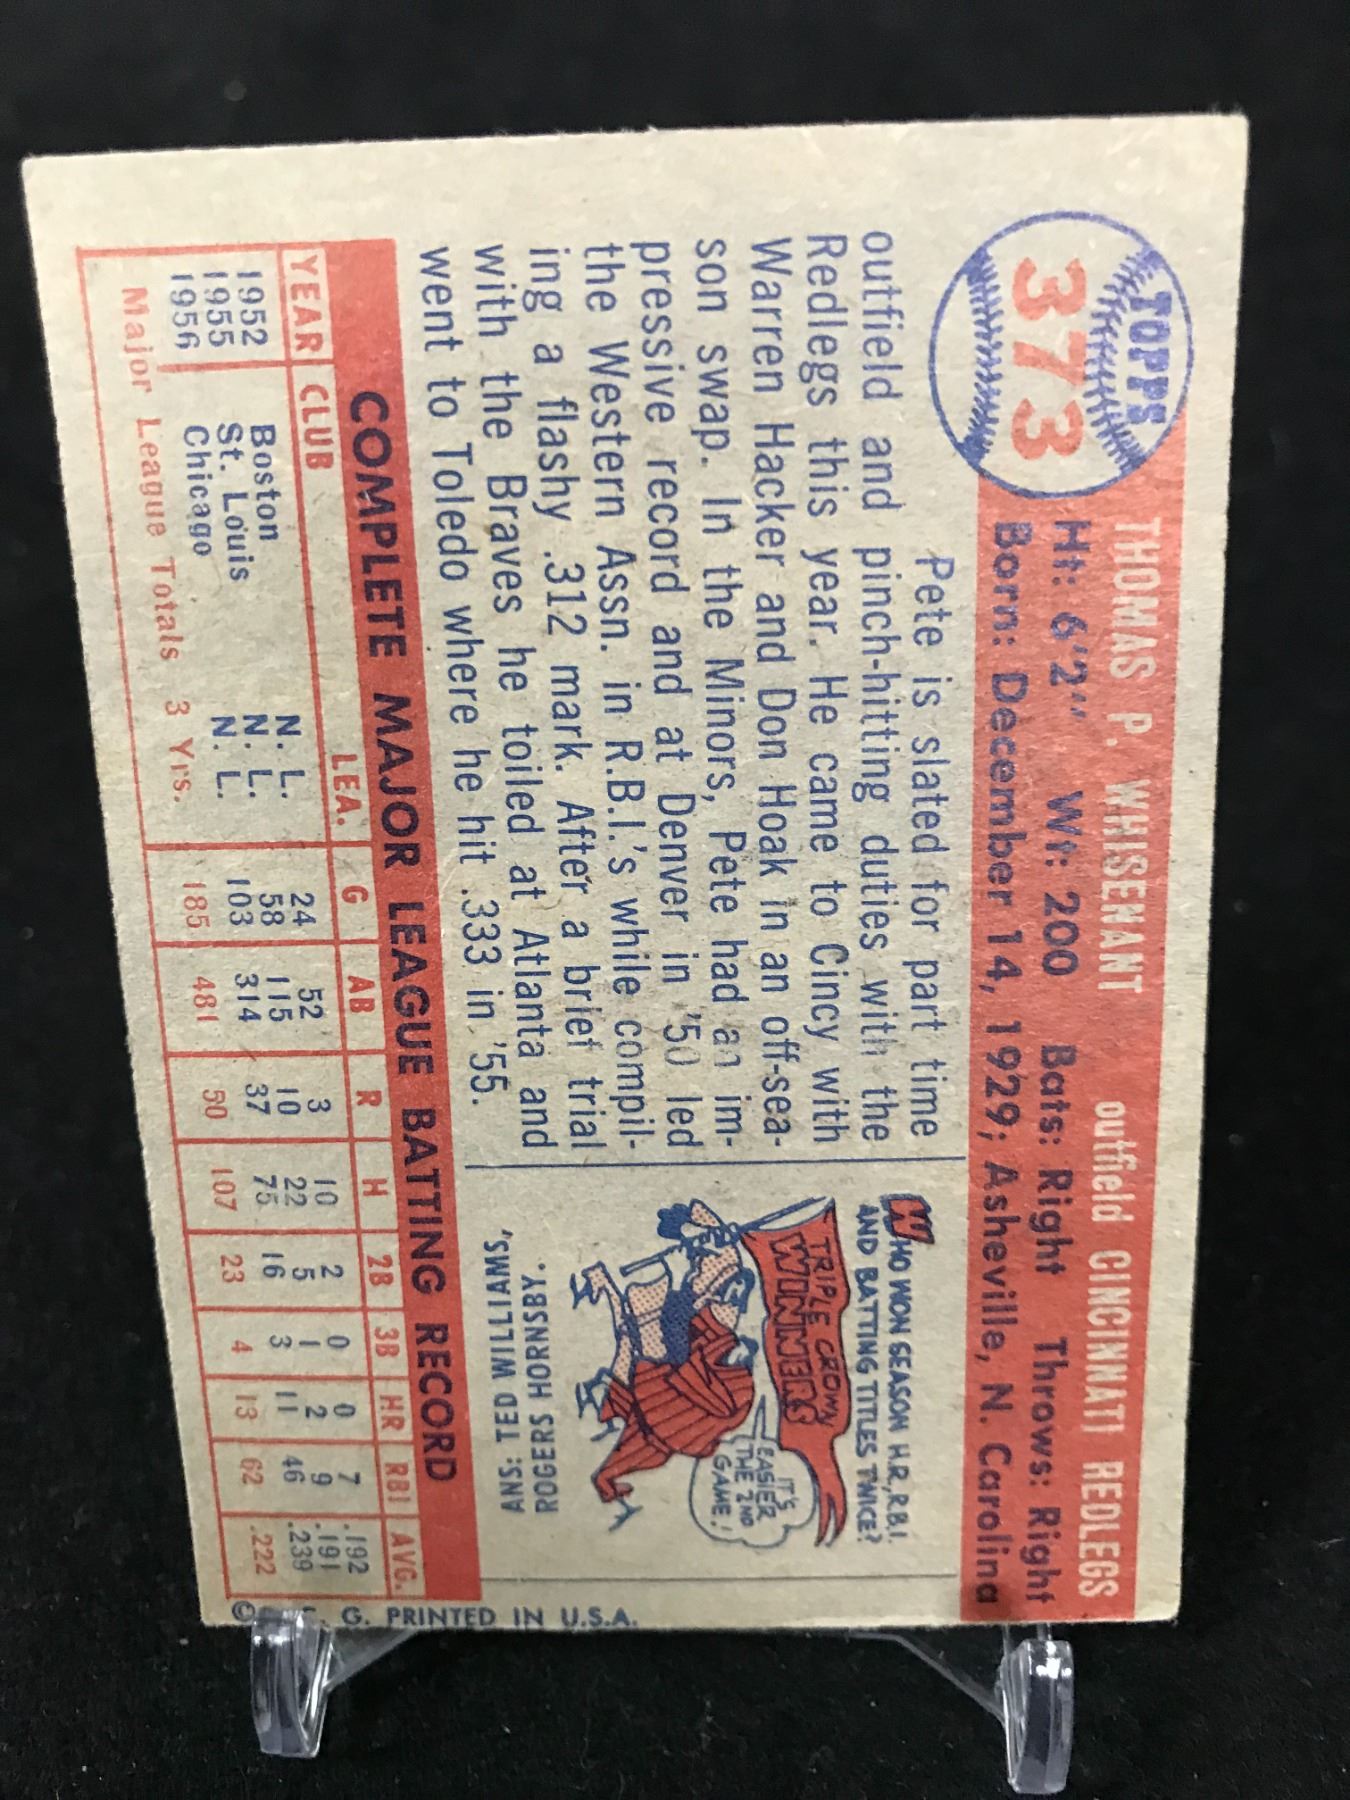 TOPPS
373
THOMAS P. WHISENANT outfield CINCINNATI REDLEGS
Ht: 6'2" Wt: 200 Bats: Right Throws: Right
Born: December 14, 1929; Asheville, N. Carolina
Pete is slated for part time
outfield and pinch-hitting duties with the
Redlegs this year. He came to Cincy with
Warren Hacker and Don Hoak in an off-sea-
son swap. In the Minors, Pete had an im-
pressive record and at Denver in '50 led
the Western Assn. in R.B.I.'s while compil-
ing a flashy .312 mark. After a brief trial
with the Braves he toiled at Atlanta and
went to Toledo where he hit .333 in '55.
WHO WON SEASON H.R., R.B.I.
AND BATTING TITLES TWICE?
TRIPLE CROWN
WINNERS
IT'S
EASIER
THE 2ND
GAME!
ANS: TED WILLIAMS,
ROGERS HORNSBY.
COMPLETE MAJOR LEAGUE BATTING RECORD
YEAR CLUB LEA. G AB R H 2B 3B HR RBI AVG.
1952 Boston N. L. 24 52 3 10 2 0 0 7 .192
1955 St. Louis N. L. 58 115 10 22 5 1 2 9 .191
1956 Chicago N. L. 103 314 37 75 16 3 11 46 .239
Major League Totals 3 Yrs. 185 481 50 107 23 4 13 62 .222
© G. PRINTED IN U.S.A.